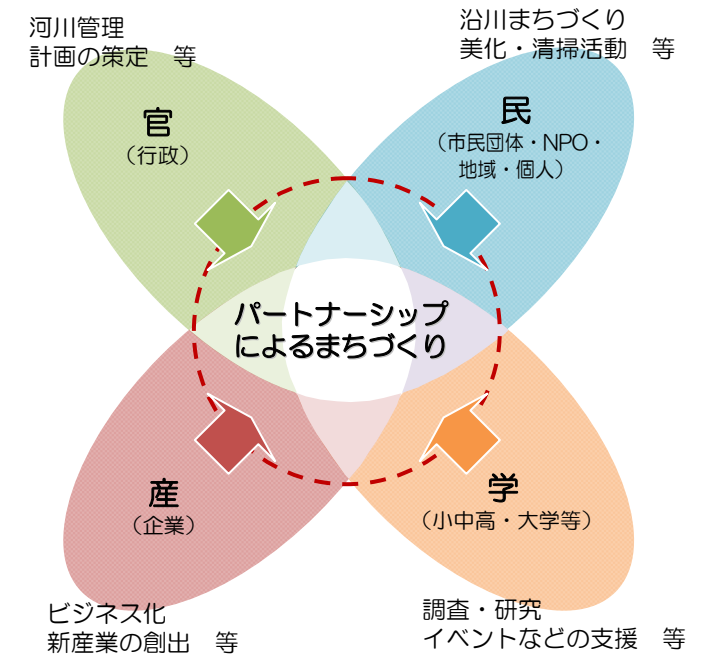 河川管理
計画の策定　等
沿川まちづくり
美化・清掃活動　等
官
（行政）
民
（市民団体・NPO・
地域・個人）
パートナーシップ
によるまちづくり
産
（企業）
学
（小中高・大学等）
ビジネス化
新産業の創出　等
調査・研究
イベントなどの支援　等